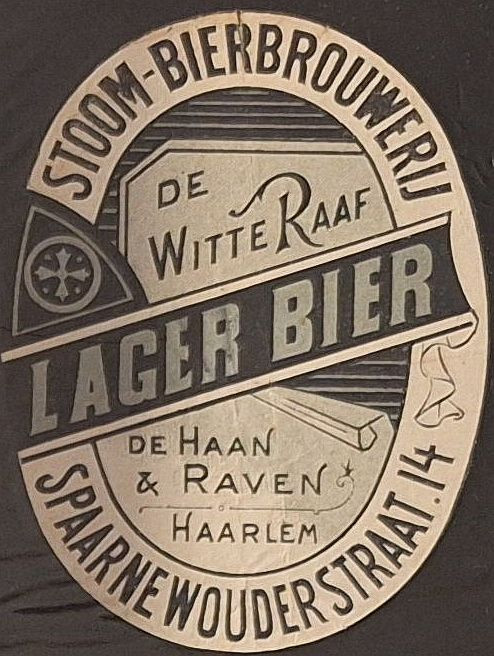 STOOM-BIERBROUWERIJ
DE
WITTE RAAF
LAGER BIER
DE HAAN
& RAVEN
HAARLEM
SPAARNEWOUDERSTRAAT. 14